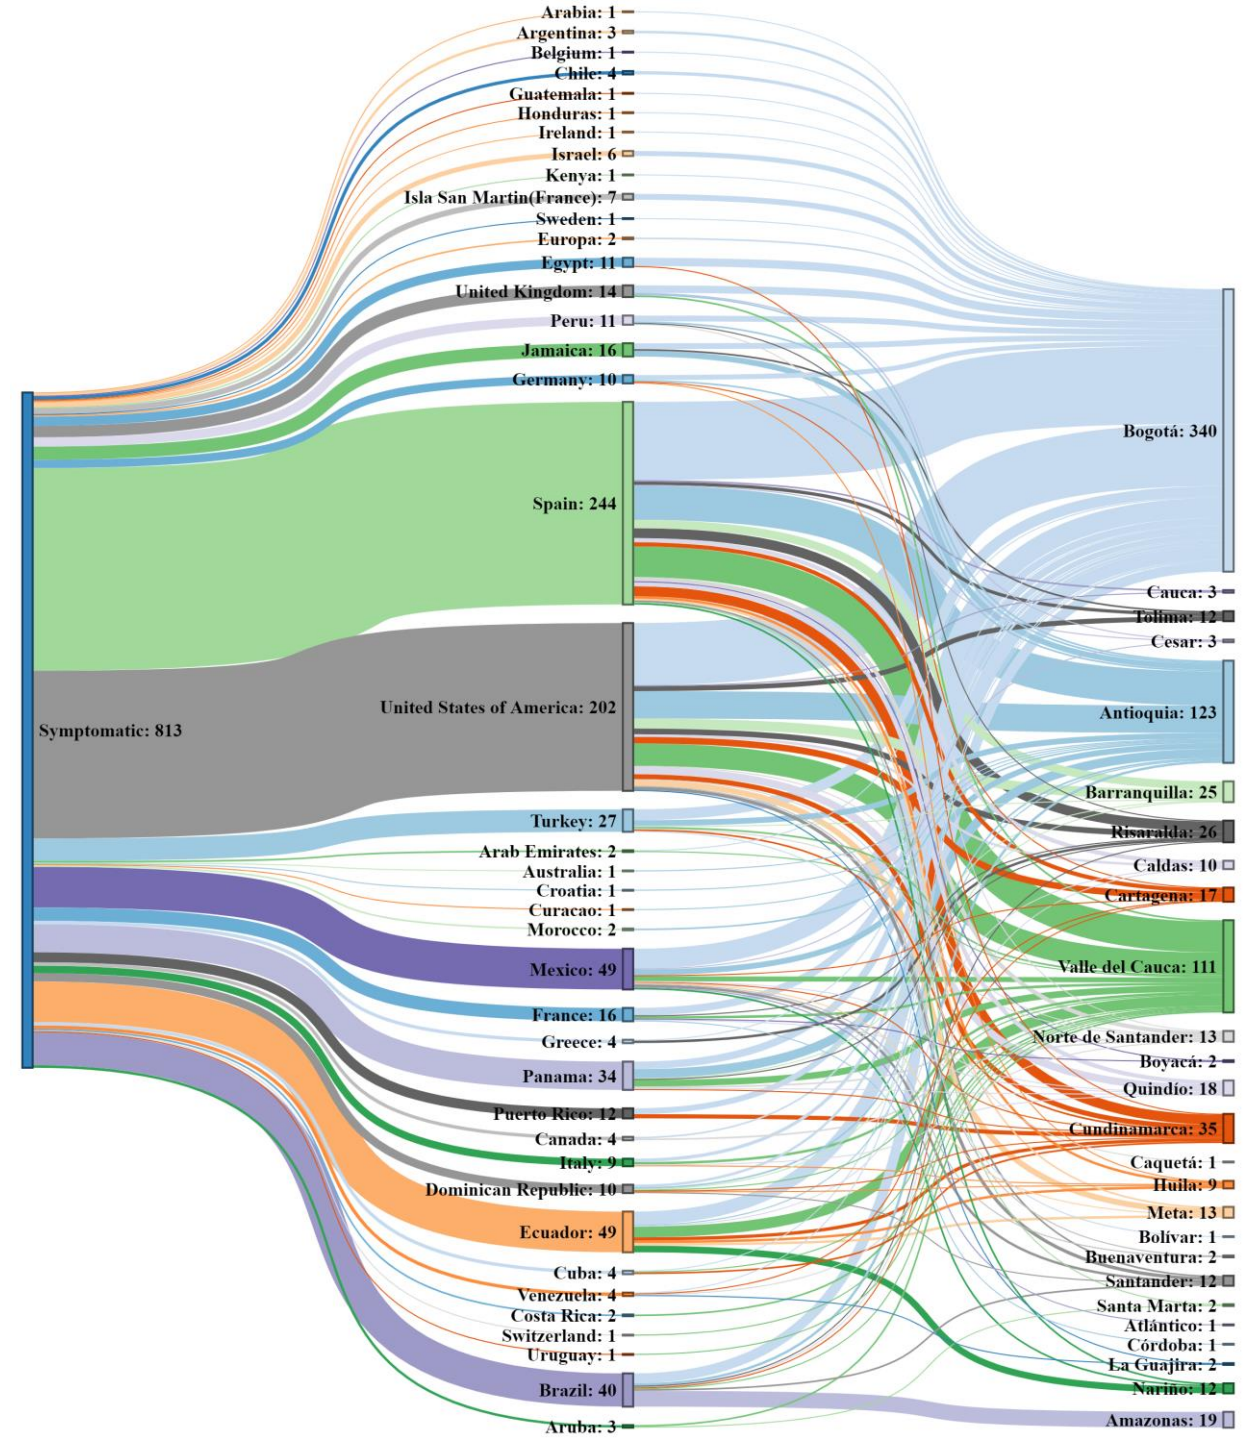 Arabia: 1
Argentina: 3
Belgium: 1
Chile: 4
Guatemala: 1
Honduras: 1
Ireland: 1
Israel: 6
Kenya: 1
Isla San Martin(France): 7
Sweden: 1
Europa: 2
Egypt: 11
United Kingdom: 14
Peru: 11
Jamaica: 16
Germany: 10
Spain: 244
United States of America: 202
Symptomatic: 813
Turkey: 27
Arab Emirates: 2
Australia: 1
Croatia: 1
Curacao: 1
Morocco: 2
Mexico: 49
France: 16
Greece: 4
Panama: 34
Puerto Rico: 12
Canada: 4
Italy: 9
Dominican Republic: 10
Ecuador: 49
Cuba: 4
Venezuela: 4
Costa Rica: 2
Switzerland: 1
Uruguay: 1
Brazil: 40
Aruba: 3
Bogotá: 340
Cauca: 3
Tolima: 12
Cesar: 3
Antioquia: 123
Barranquilla: 25
Risaralda: 26
Caldas: 10
Cartagena: 17
Valle del Cauca: 111
Norte de Santander: 13
Boyacá: 2
Quindío: 18
Cundinamarca: 35
Caquetá: 1
Huila: 9
Meta: 13
Bolívar: 1
Buenaventura: 2
Santander: 12
Santa Marta: 2
Atlántico: 1
Córdoba: 1
La Guajira: 2
Nariño: 12
Amazonas: 19